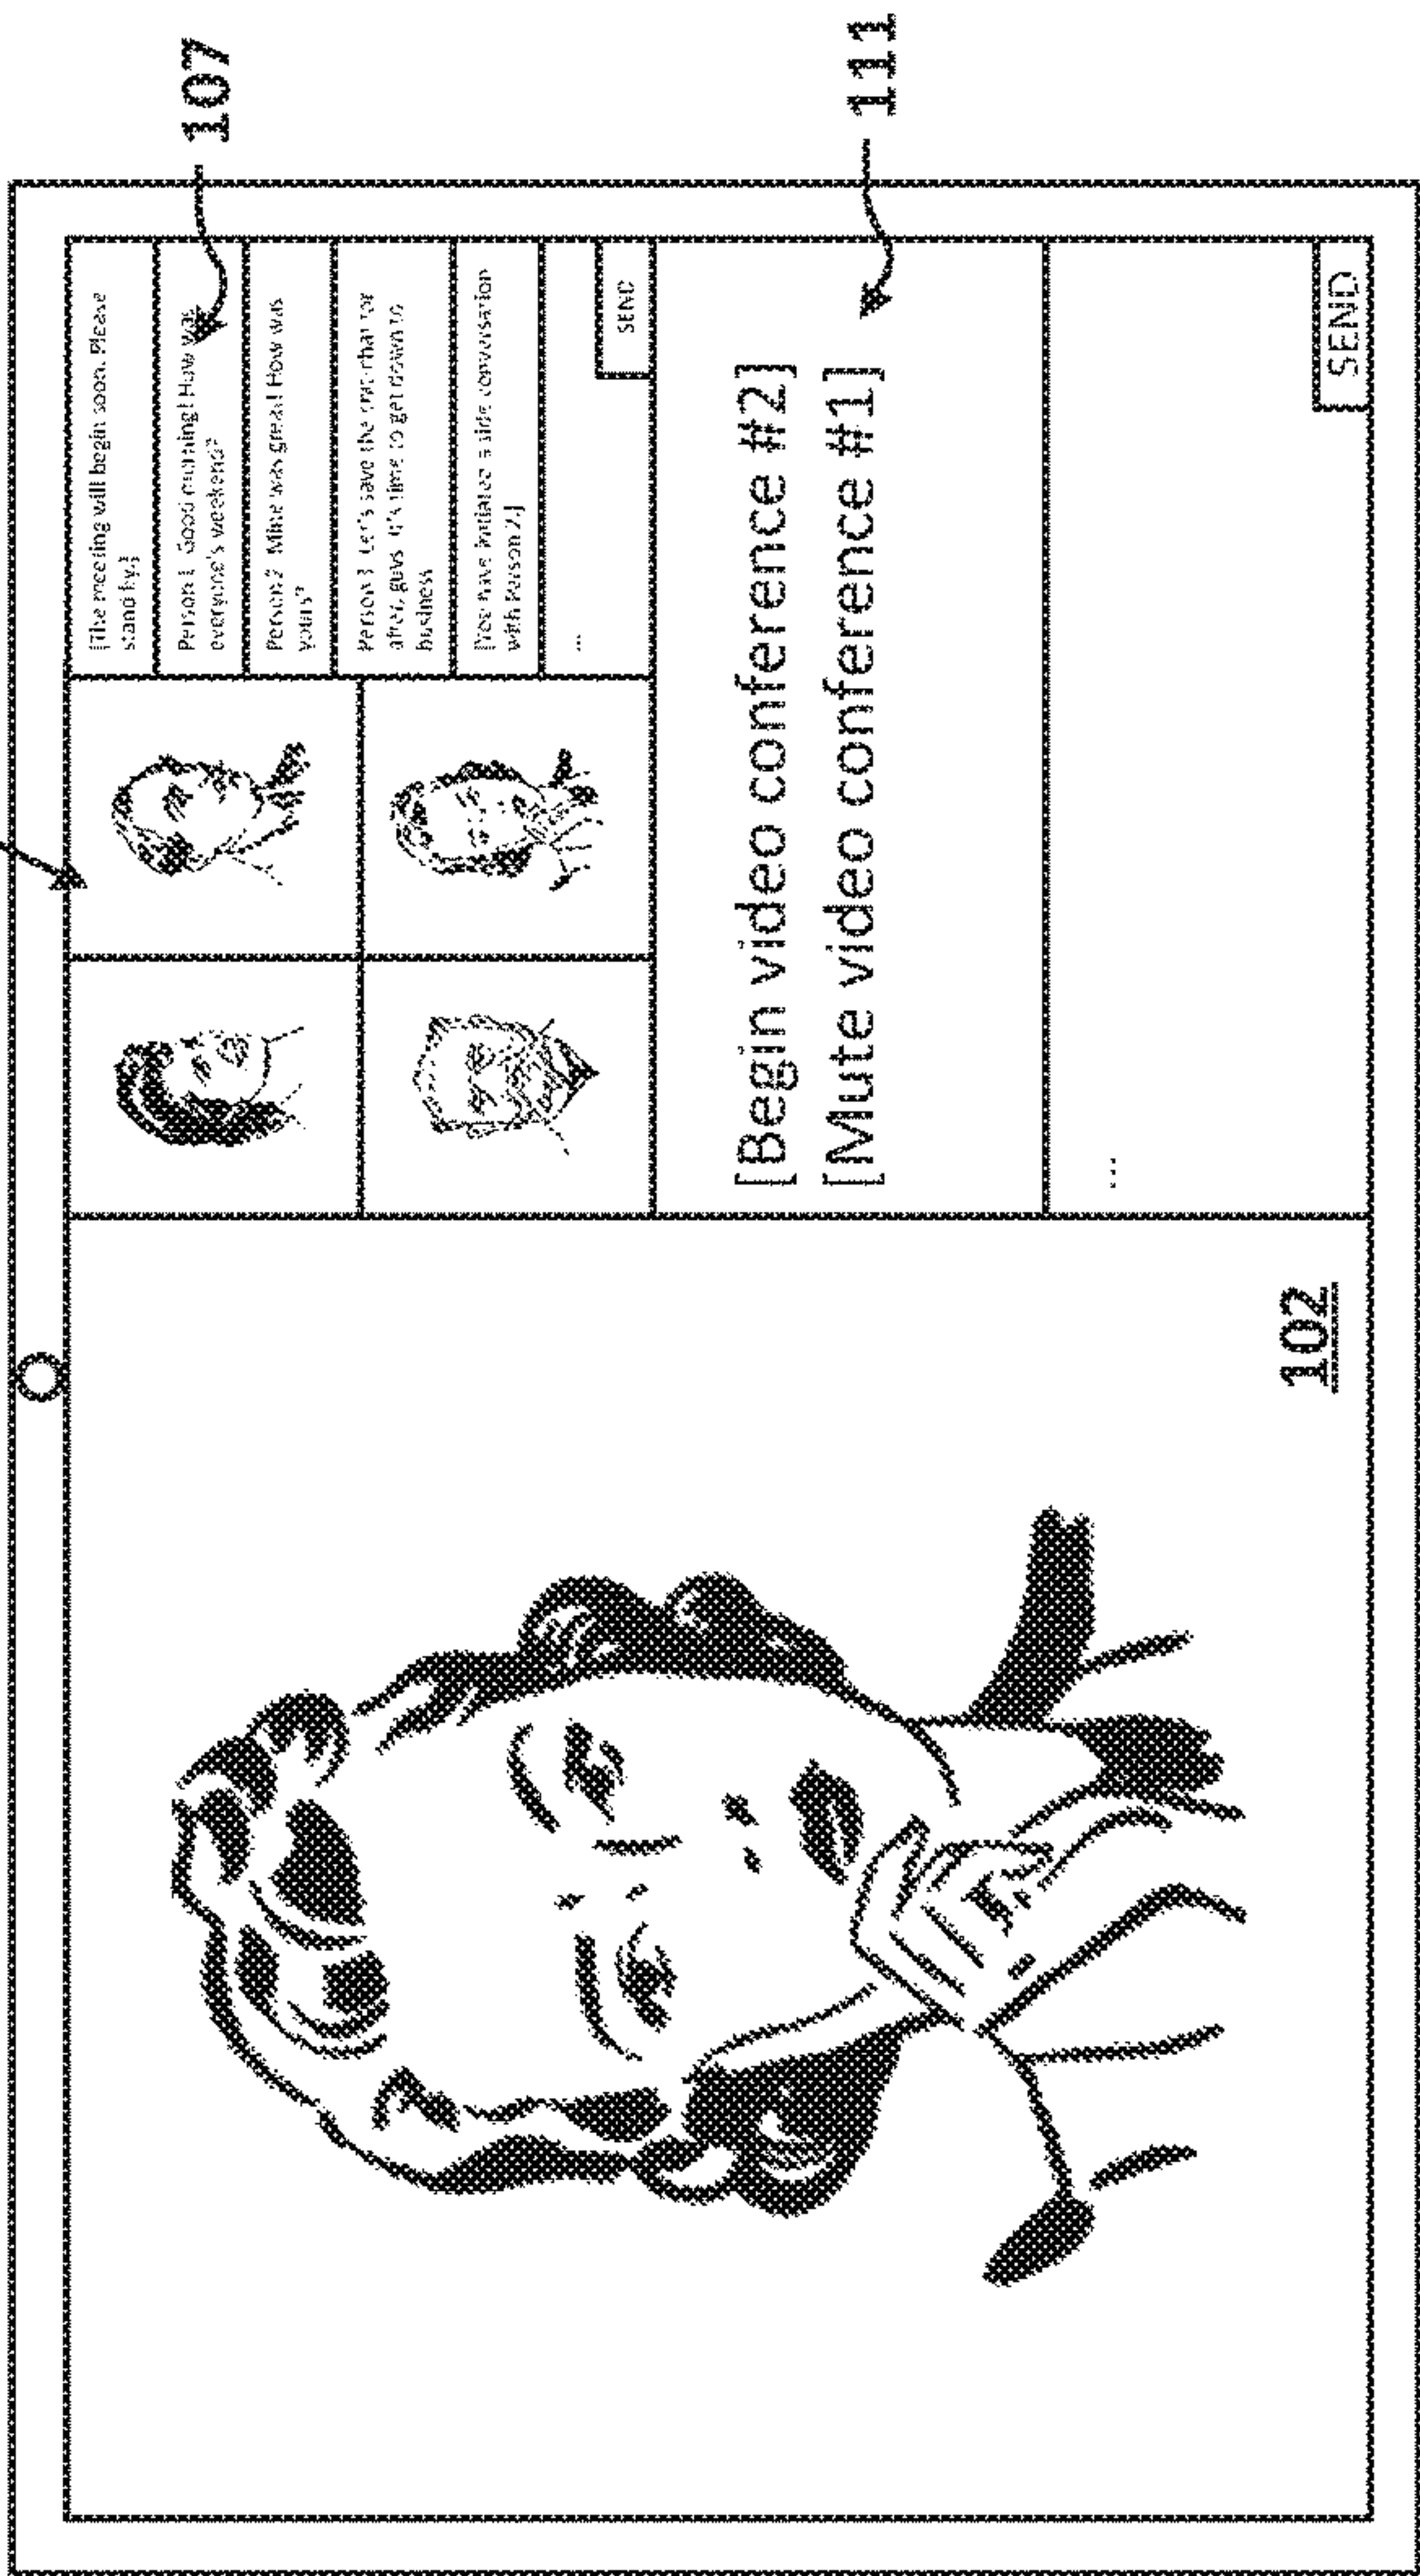 107
[The meeting will begin soon. Please
stand by.]
Person 1 Good morning! How was
everyone's weekend?
Person 2 Mine was great! How was
yours?
Person 3 Let's save the chit-chat for
after, guys. It's time to get down to
business
[You have initiated a side conversation
with Person 2.]
...
SEND
[Begin video conference #2]
[Mute video conference #1]
111
...
SEND
102